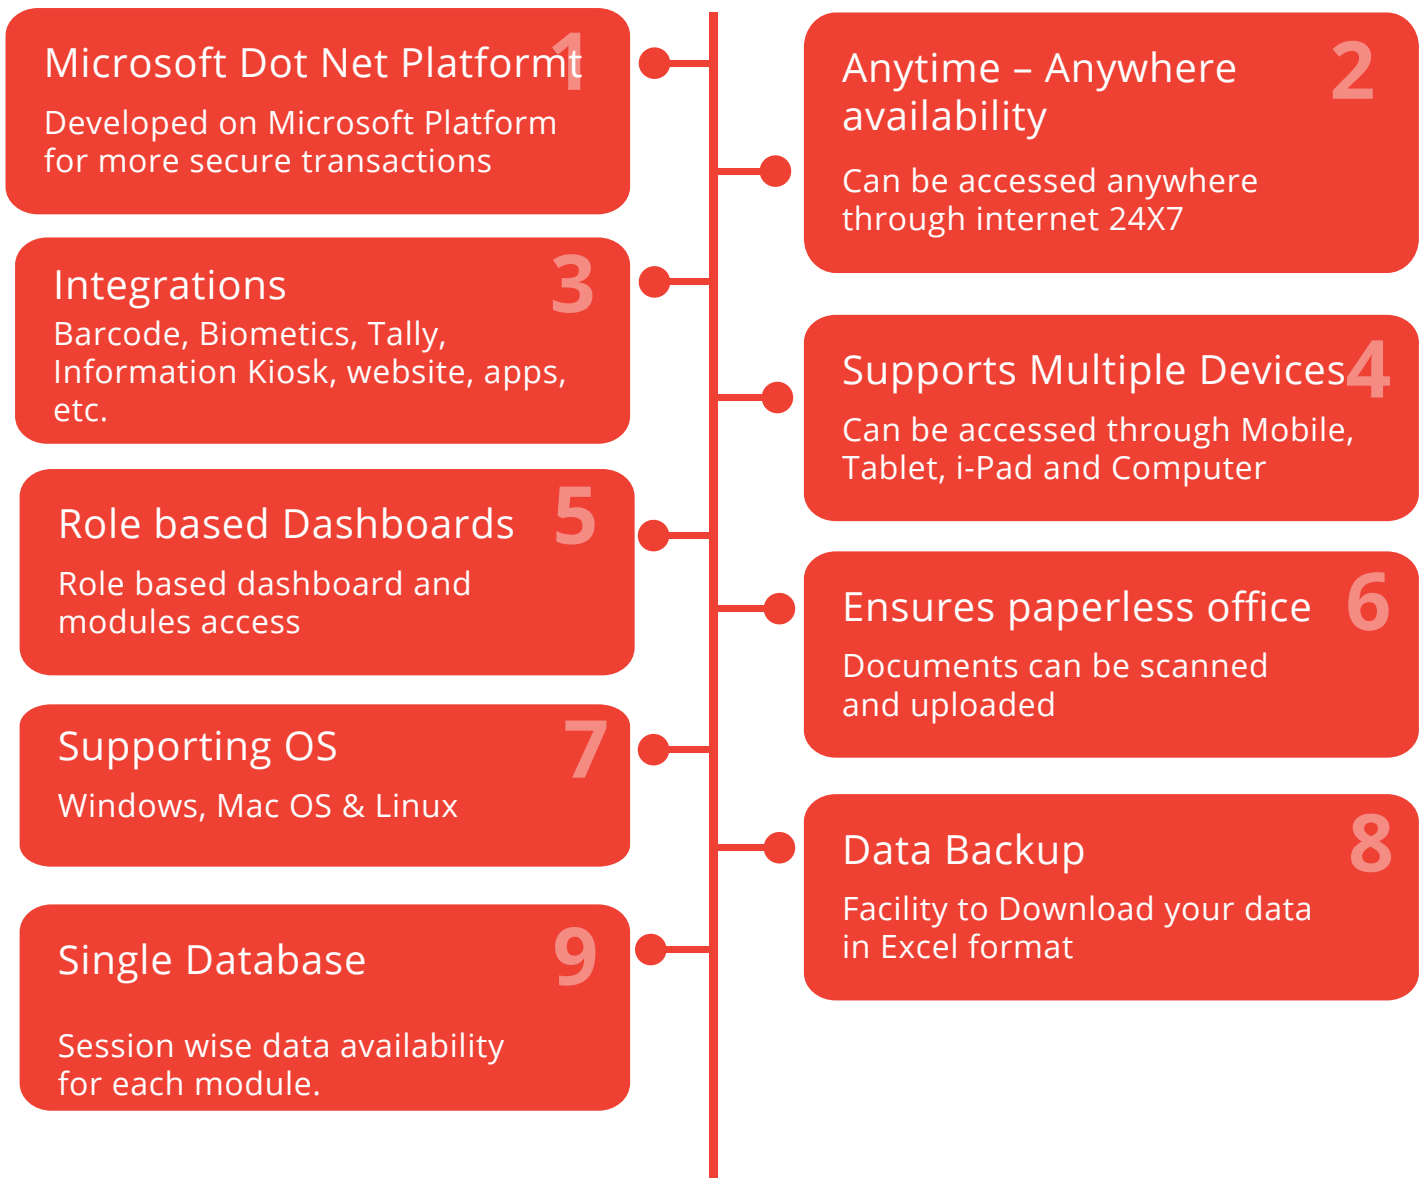 Microsoft Dot Net Platformt
1
Developed on Microsoft Platform
for more secure transactions
Anytime – Anywhere
availability
2
Can be accessed anywhere
through internet 24X7
Integrations
3
Barcode, Biometics, Tally,
Information Kiosk, website, apps,
etc.
Supports Multiple Devices
4
Can be accessed through Mobile,
Tablet, i-Pad and Computer
Role based Dashboards
5
Role based dashboard and
modules access
Ensures paperless office
6
Documents can be scanned
and uploaded
Supporting OS
7
Windows, Mac OS & Linux
Data Backup
8
Facility to Download your data
in Excel format
Single Database
9
Session wise data availability
for each module.